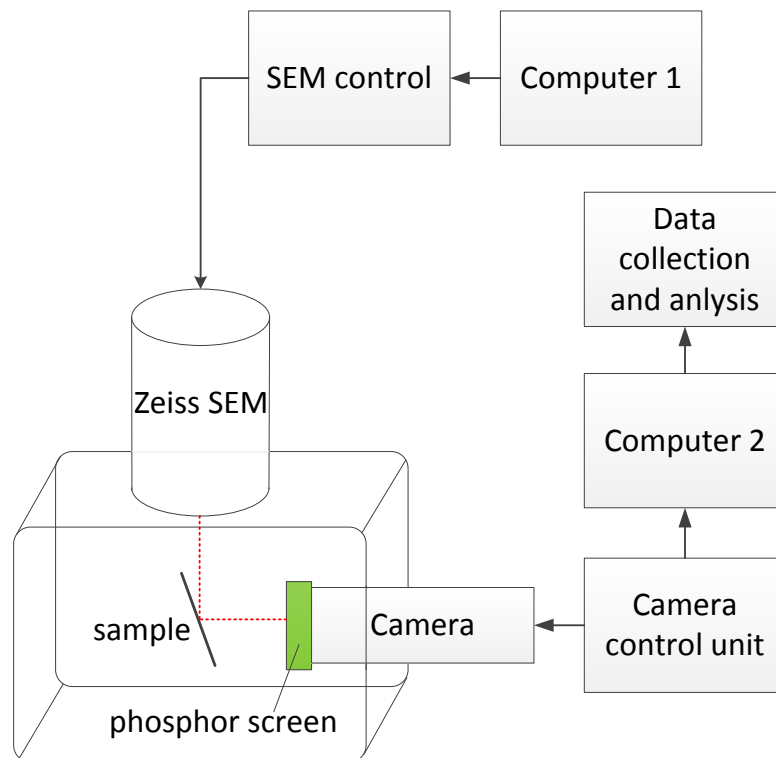 SEM control
Computer 1
Data
collection
and anlysis
Zeiss SEM
Computer 2
sample
Camera
Camera
control unit
phosphor screen